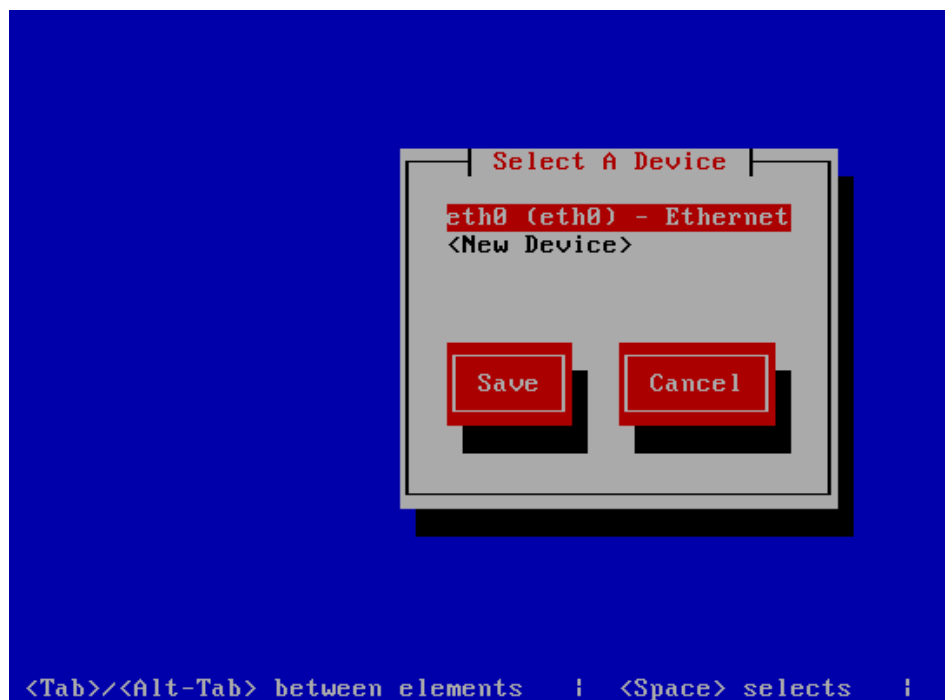 Select A Device
eth0 (eth0) - Ethernet
<New Device>
Save Cancel
<Tab>/<Alt-Tab> between elements ¦ <Space> selects ¦